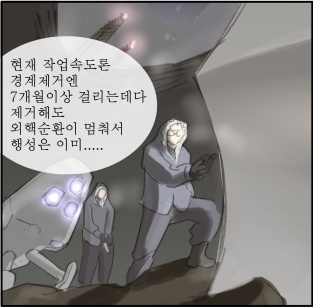 현재 작업속도론
경계제거엔
7개월이상 걸리는데다
제거해도
외핵순환이 멈춰서
행성은 이미.....